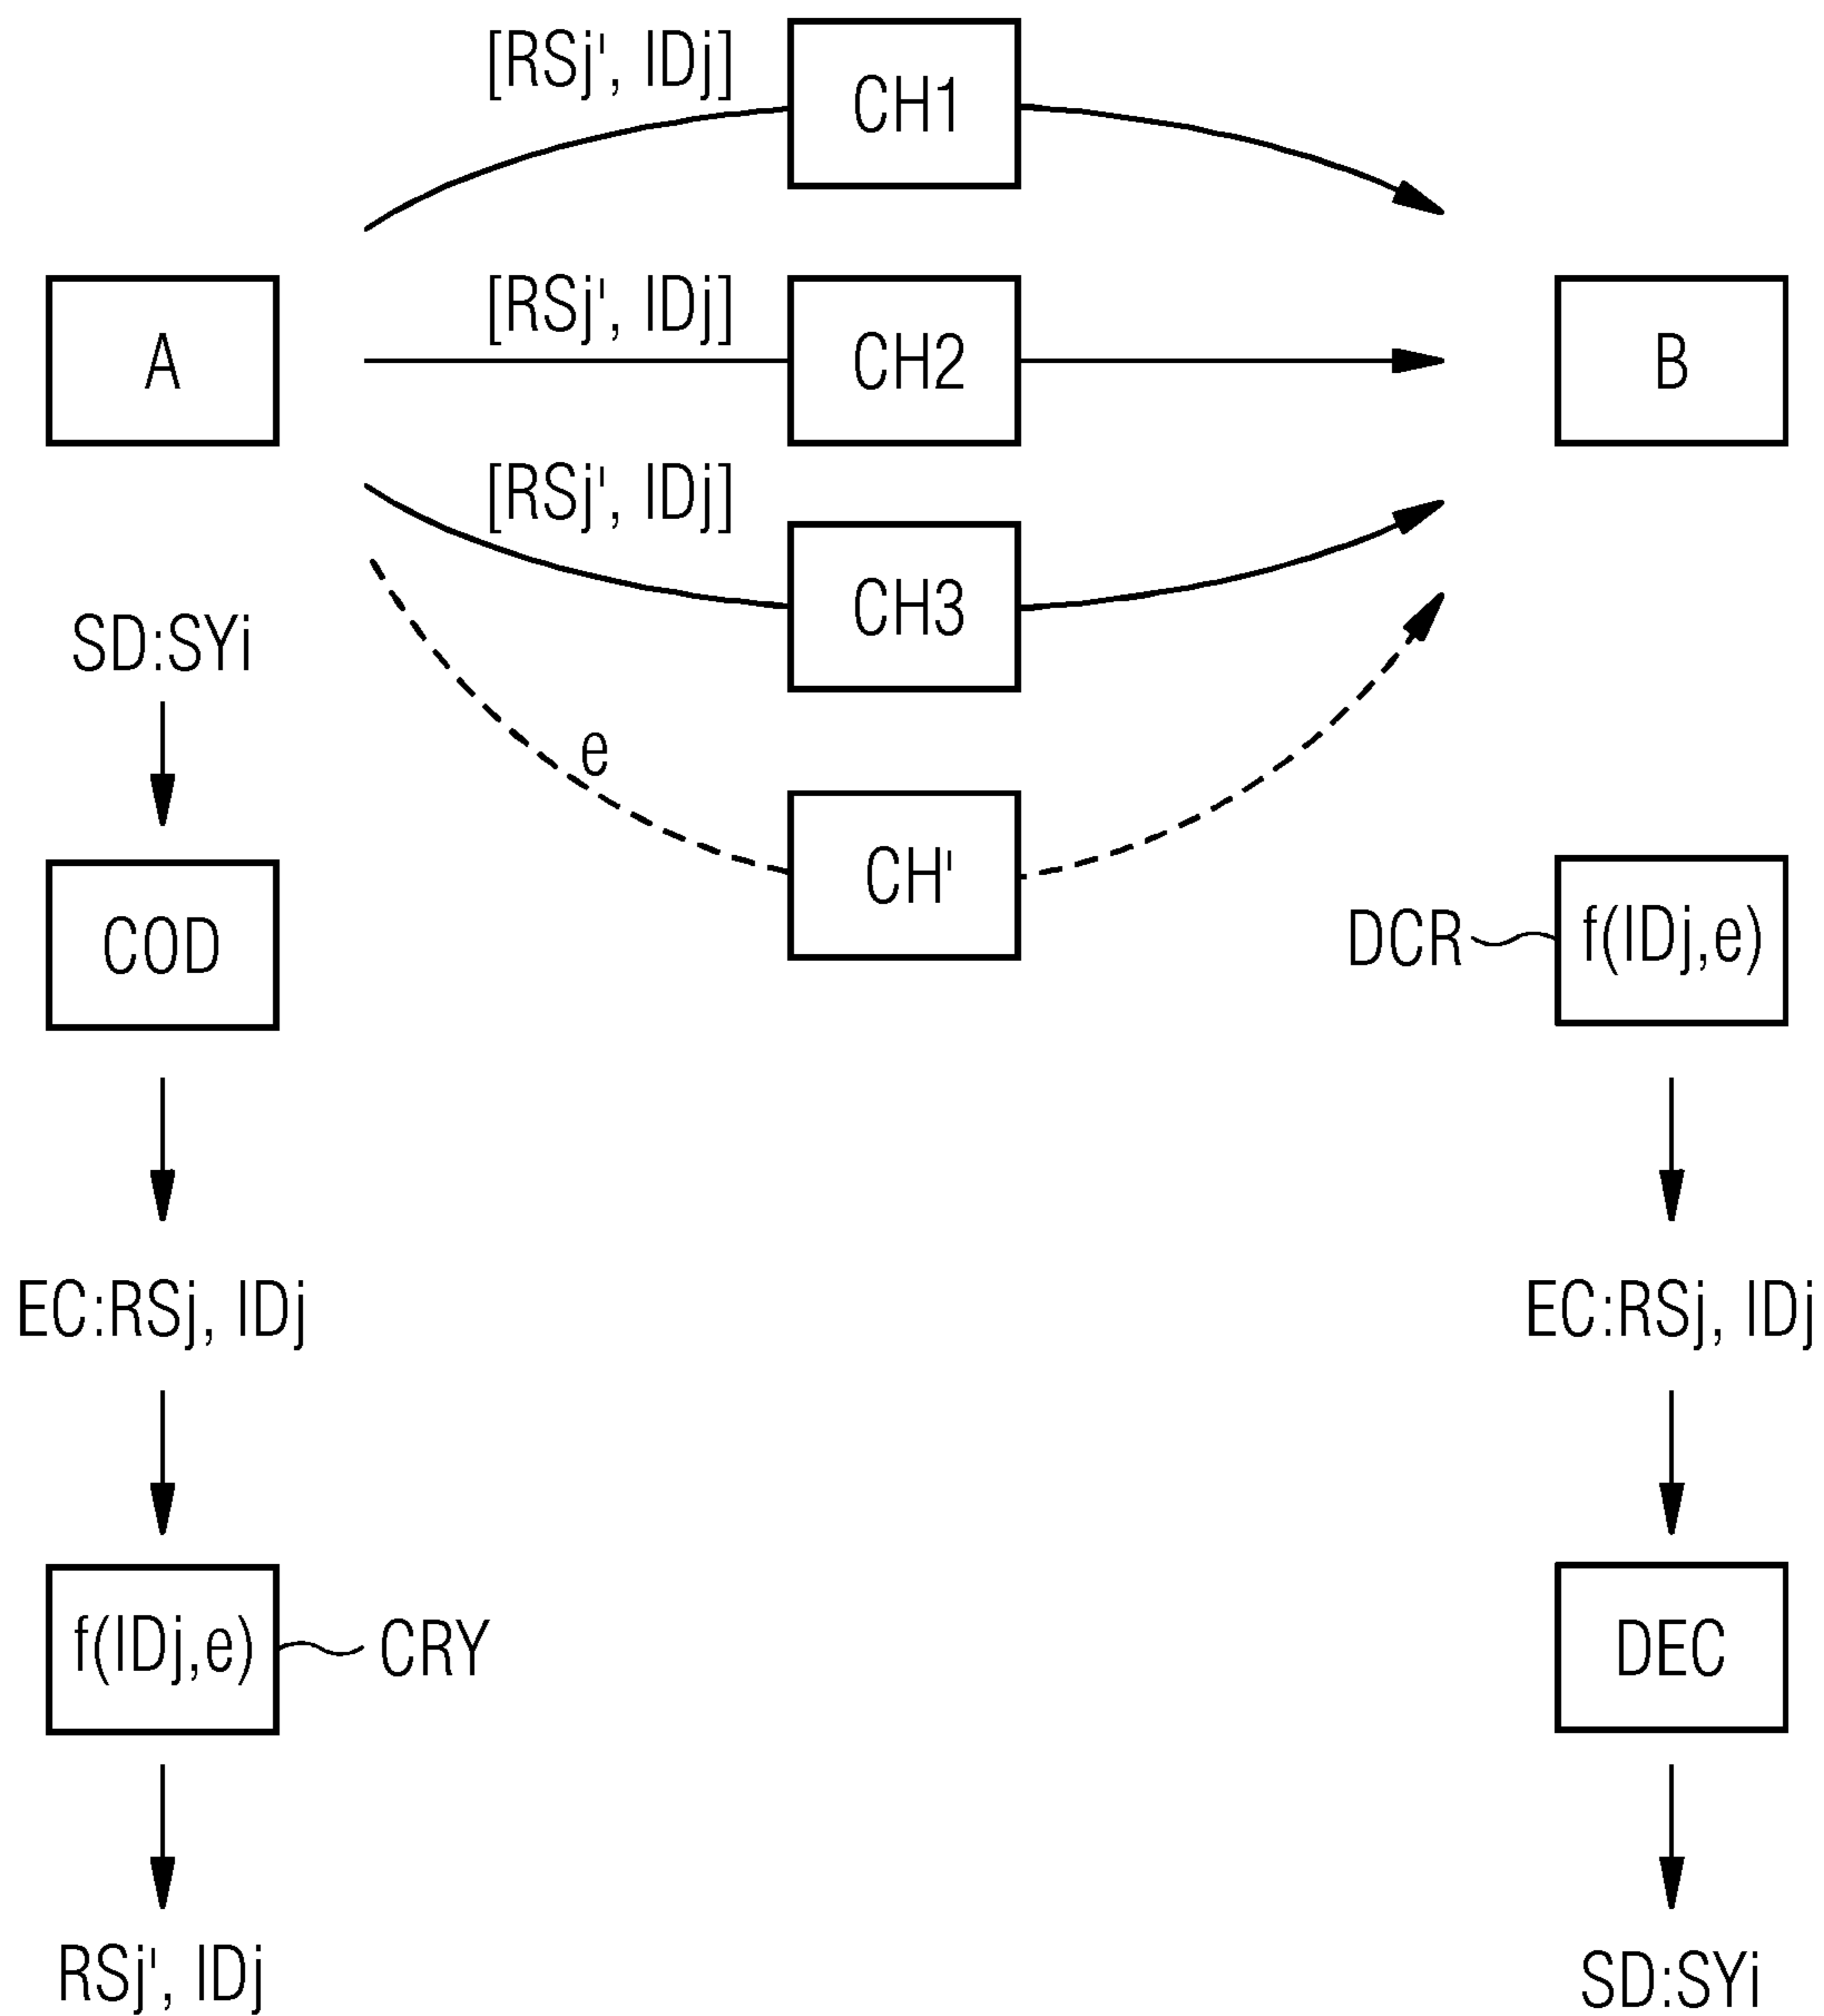 [RSj', IDj]
CH1
[RSj', IDj]
A
CH2
B
[RSj', IDj]
CH3
SD:SYi
e
CH'
COD
DCR
f(IDj,e)
EC:RSj, IDj
EC:RSj, IDj
f(IDj,e)
CRY
DEC
RSj', IDj
SD:SYi